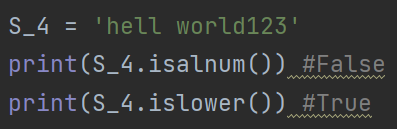 S_4 = 'hell world123'
print(S_4.isalnum()) #False
print(S_4.islower()) #True